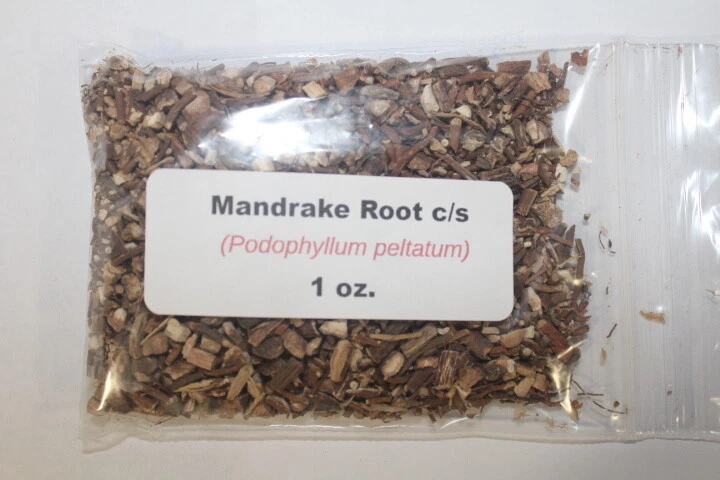 Mandrake Root c/s
(Podophyllum peltatum)
1 oz.